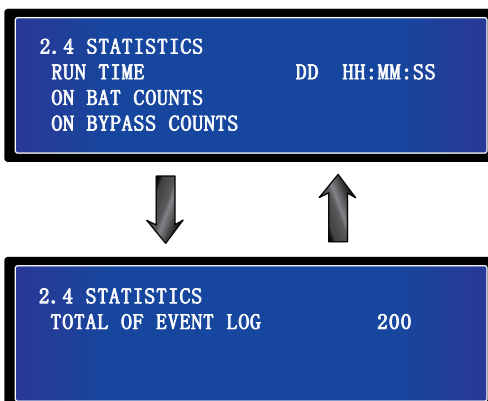 2.4 STATISTICS
RUN TIME DD HH:MM:SS
ON BAT COUNTS
ON BYPASS COUNTS
2.4 STATISTICS
TOTAL OF EVENT LOG 200